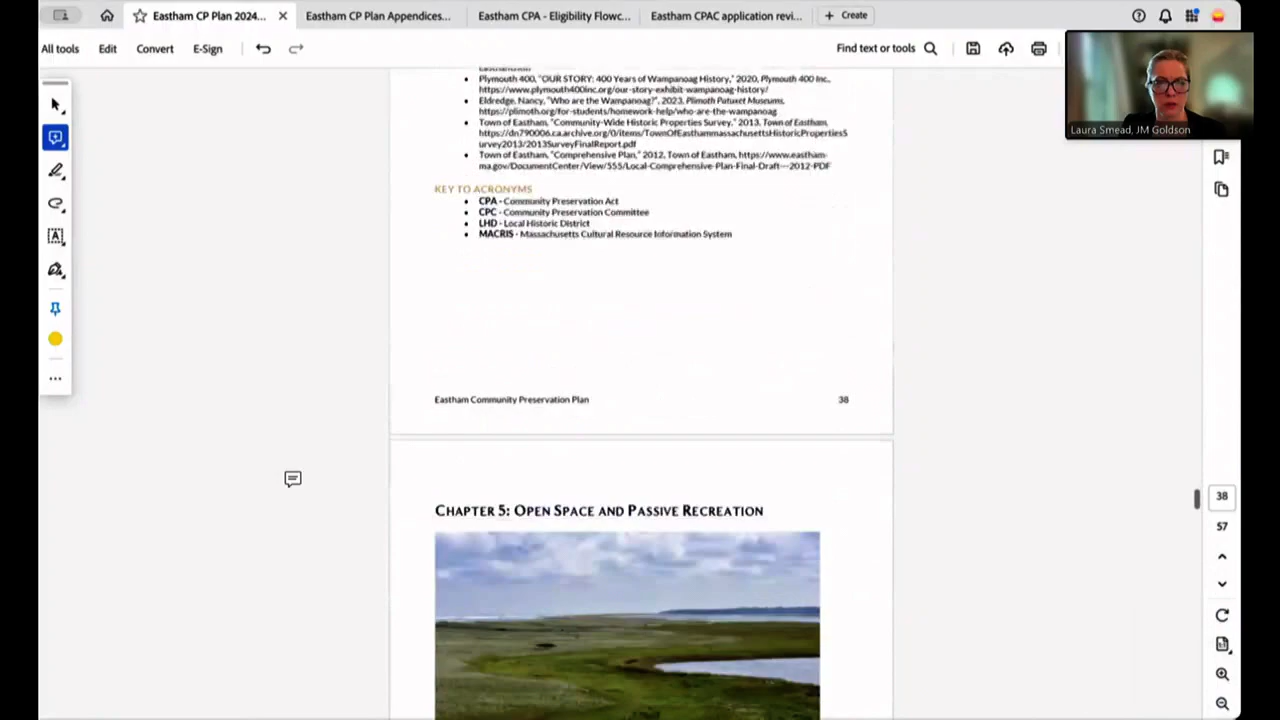 Eastham CP Plan 2024...
Eastham CP Plan Appendices...
Eastham CPA - Eligibility Flowc...
Eastham CPAC application revi...
Create
All tools
Edit
Convert
E-Sign
Find text or tools
Laura Smead, JM Goldson
• Plymouth 400, "OUR STORY: 400 Years of Wampanoag History," 2020, Plymouth 400 Inc.,
https://www.plymouth400inc.org/our-story-exhibit-wampanoag-history/
• Eldredge, Nancy, "Who are the Wampanoag?", 2023, Plimoth Patuxet Museums,
https://plimoth.org/for-students/homework-help/who-are-the-wampanoag
• Town of Eastham, "Community-Wide Historic Properties Survey," 2013, Town of Eastham,
https://dn790006.ca.archive.org/0/items/TownOfEasthammassachusettsHistoricPropertiesS
urvey2013/2013SurveyFinalReport.pdf
• Town of Eastham, "Comprehensive Plan," 2012, Town of Eastham, https://www.eastham-
ma.gov/DocumentCenter/View/555/Local-Comprehensive-Plan-Final-Draft---2012-PDF
KEY TO ACRONYMS
• CPA - Community Preservation Act
• CPC - Community Preservation Committee
• LHD - Local Historic District
• MACRIS - Massachusetts Cultural Resource Information System
Eastham Community Preservation Plan
38
CHAPTER 5: OPEN SPACE AND PASSIVE RECREATION
38
57